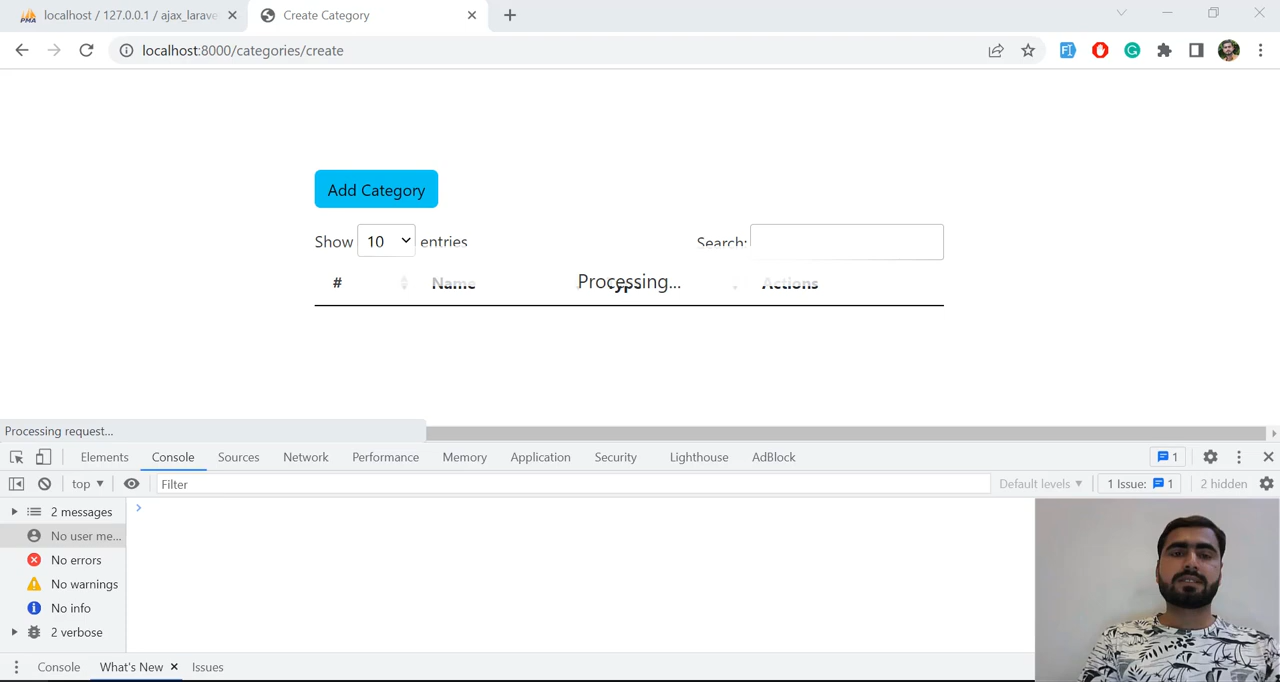 localhost / 127.0.0.1 / ajax_larave
Create Category
localhost:8000/categories/create
Add Category
Show 10 entries
Search:
# Name Actions
Processing...
Processing request...
Elements Console Sources Network Performance Memory Application Security Lighthouse AdBlock 1
top Filter Default levels 1 Issue: 1 2 hidden
2 messages
No user me...
No errors
No warnings
No info
2 verbose
Console What's New Issues